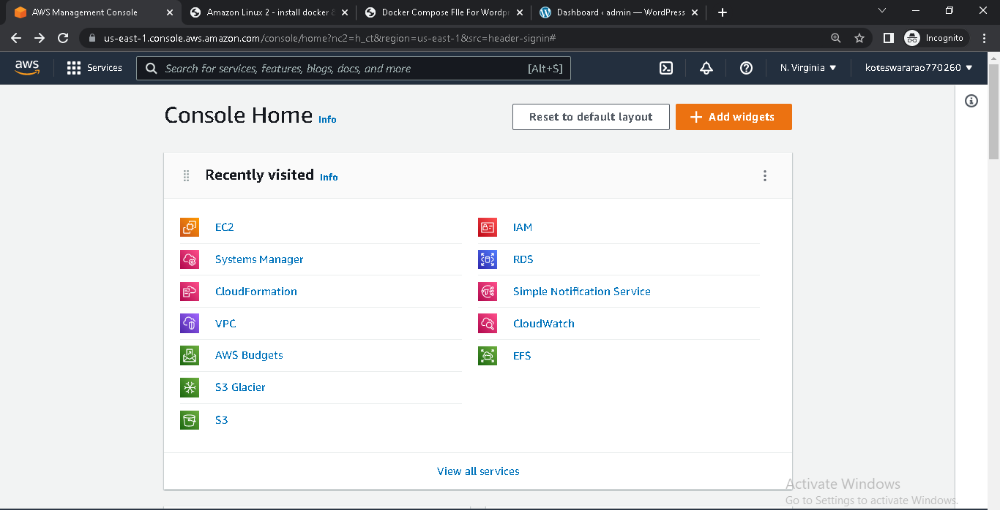 AWS Management Console
Amazon Linux 2 - install docker &
Docker Compose FIle For Wordpr
Dashboard ‹ admin — WordPress
us-east-1.console.aws.amazon.com/console/home?nc2=h_ct&region=us-east-1&src=header-signin#
Incognito
aws
Services
Search for services, features, blogs, docs, and more
[Alt+S]
N. Virginia
koteswararao770260
Console Home Info
Reset to default layout
Add widgets
Recently visited Info
EC2
Systems Manager
CloudFormation
VPC
AWS Budgets
S3 Glacier
S3
IAM
RDS
Simple Notification Service
CloudWatch
EFS
View all services
Activate Windows
Go to Settings to activate Windows.